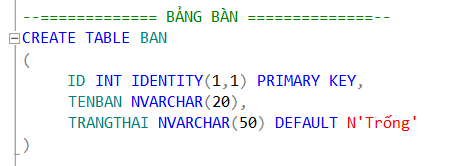 --============= BẢNG BÀN =============--
CREATE TABLE BAN
(
ID INT IDENTITY(1,1) PRIMARY KEY,
TENBAN NVARCHAR(20),
TRANGTHAI NVARCHAR(50) DEFAULT N'Trống'
)